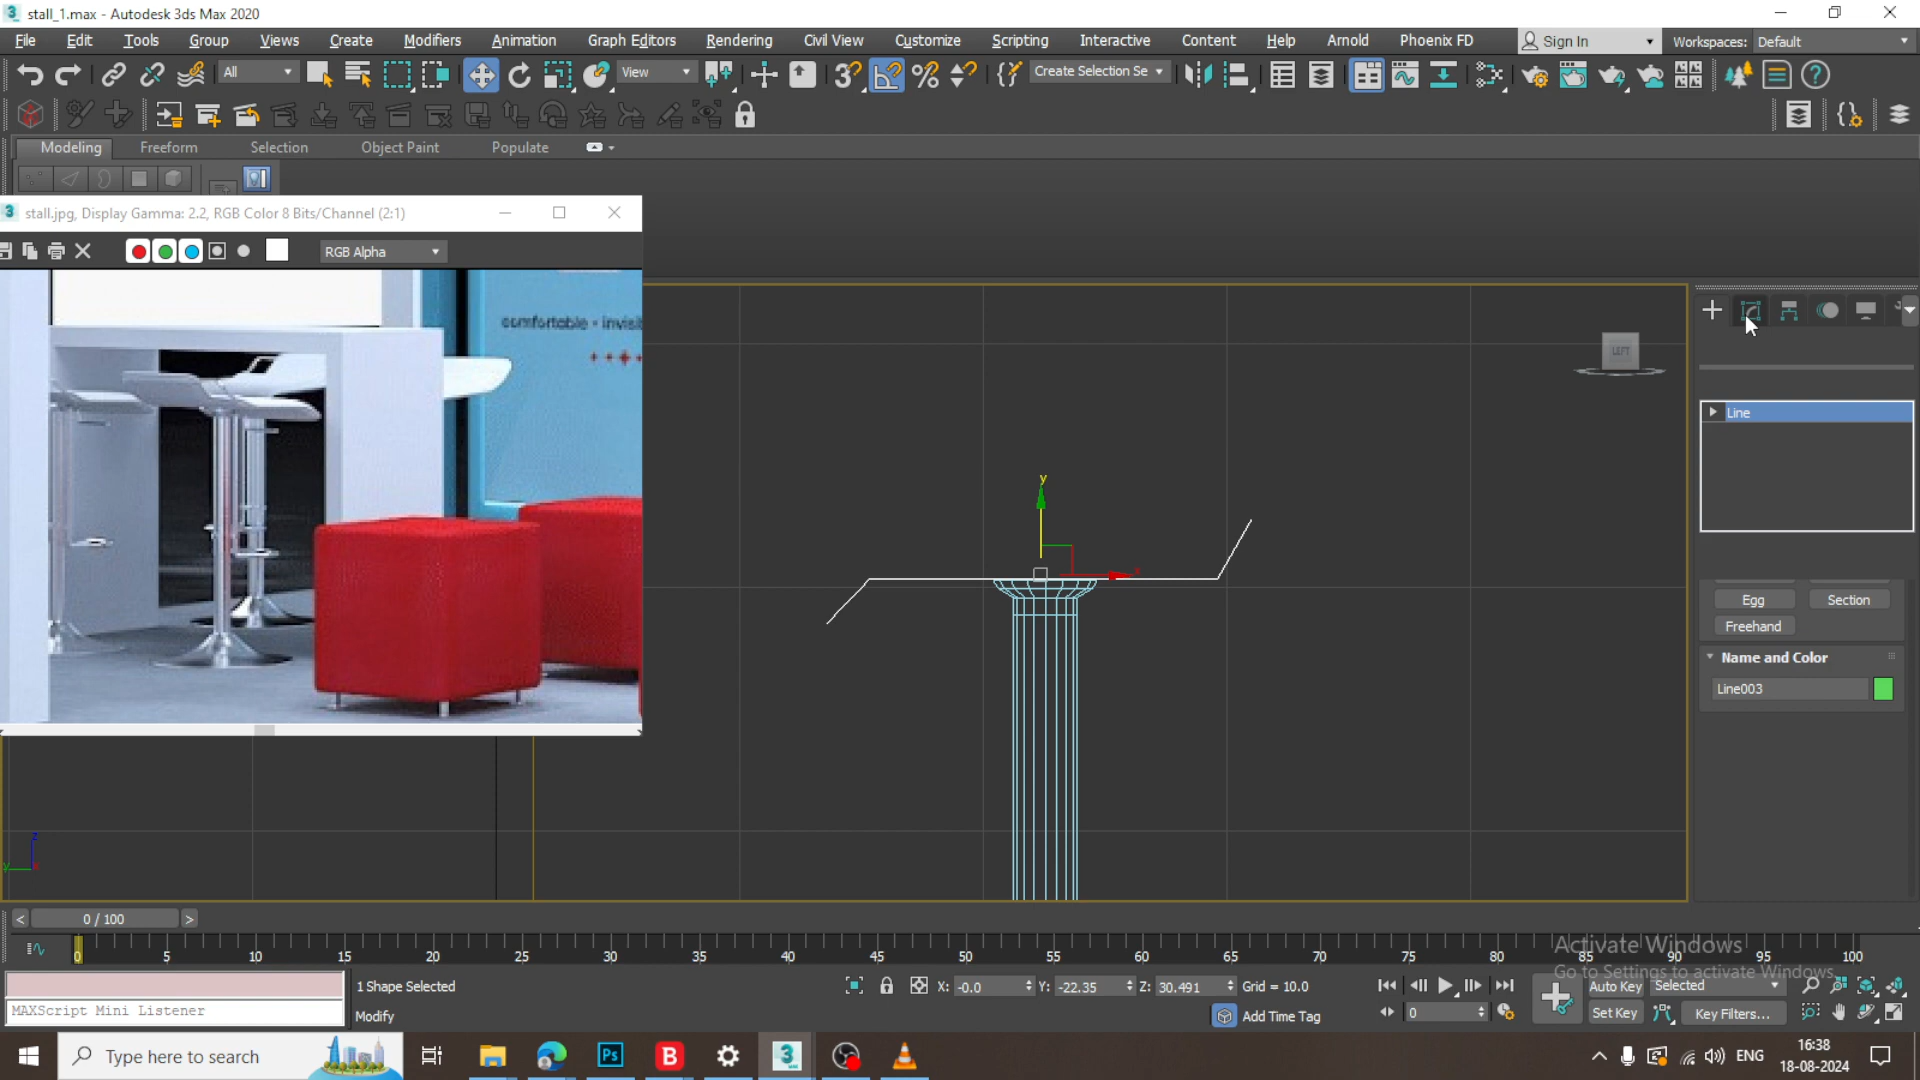 stall_1.max - Autodesk 3ds Max 2020
File Edit Tools Group Views Create Modifiers Animation Graph Editors Rendering Civil View Customize Scripting Interactive Content Help Arnold Phoenix FD Sign In Workspaces: Default
All View Create Selection Se
Modeling Freeform Selection Object Paint Populate
stall.jpg, Display Gamma: 2.2, RGB Color 8 Bits/Channel (2:1)
RGB Alpha
comfortable • invisi
LEFT
y
x
z
y
Line
Egg Section
Freehand
Name and Color
Line003
< 0 / 100 >
0 5 10 15 20 25 30 35 40 45 50 55 60 65 70 75 80 85 90 95 100
Activate Windows
Go to Settings to activate Windows.
1 Shape Selected
X: -0.0 Y: -22.35 Z: 30.491 Grid = 10.0
Auto Key Selected
MAXScript Mini Listener
Modify
Add Time Tag
0
Set Key Key Filters...
Type here to search
Ps B 3
ENG
16:38
18-08-2024